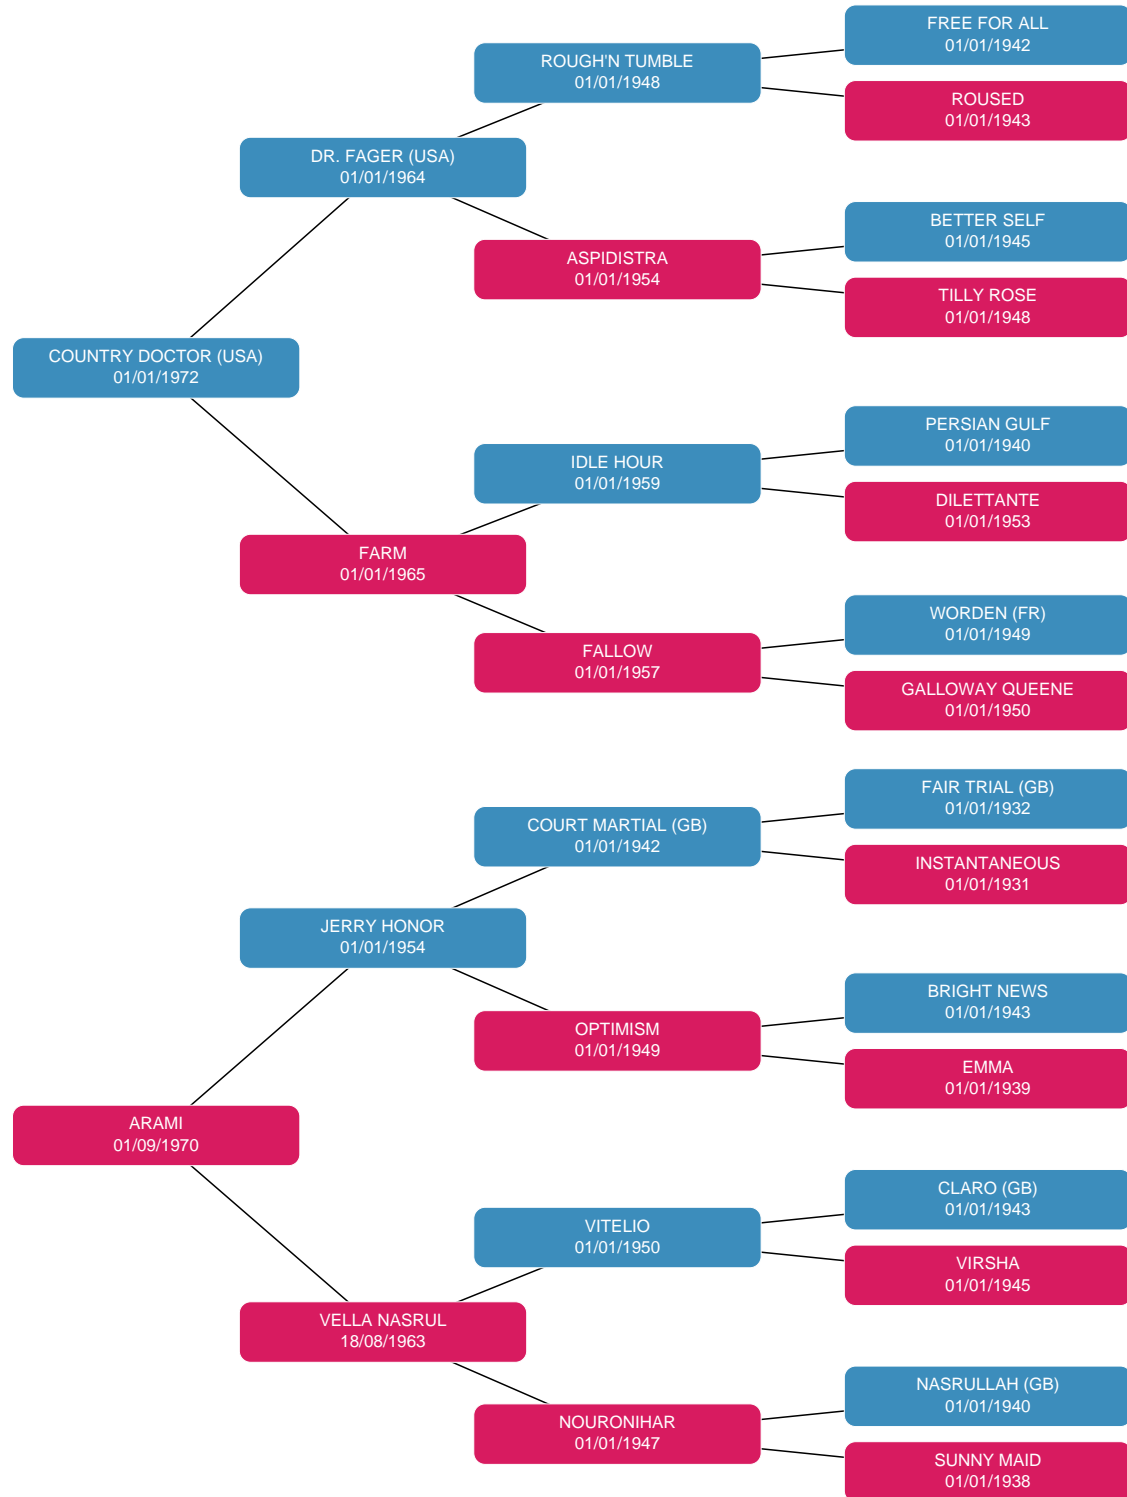 FREE FOR ALL
01/01/1942
ROUGH'N TUMBLE
01/01/1948
ROUSED
01/01/1943
DR. FAGER (USA)
01/01/1964
BETTER SELF
01/01/1945
ASPIDISTRA
01/01/1954
TILLY ROSE
01/01/1948
COUNTRY DOCTOR (USA)
01/01/1972
PERSIAN GULF
01/01/1940
IDLE HOUR
01/01/1959
DILETTANTE
01/01/1953
FARM
01/01/1965
WORDEN (FR)
01/01/1949
FALLOW
01/01/1957
GALLOWAY QUEENE
01/01/1950
FAIR TRIAL (GB)
01/01/1932
COURT MARTIAL (GB)
01/01/1942
INSTANTANEOUS
01/01/1931
JERRY HONOR
01/01/1954
BRIGHT NEWS
01/01/1943
OPTIMISM
01/01/1949
EMMA
01/01/1939
ARAMI
01/09/1970
CLARO (GB)
01/01/1943
VITELIO
01/01/1950
VIRSHA
01/01/1945
VELLA NASRUL
18/08/1963
NASRULLAH (GB)
01/01/1940
NOURONIHAR
01/01/1947
SUNNY MAID
01/01/1938